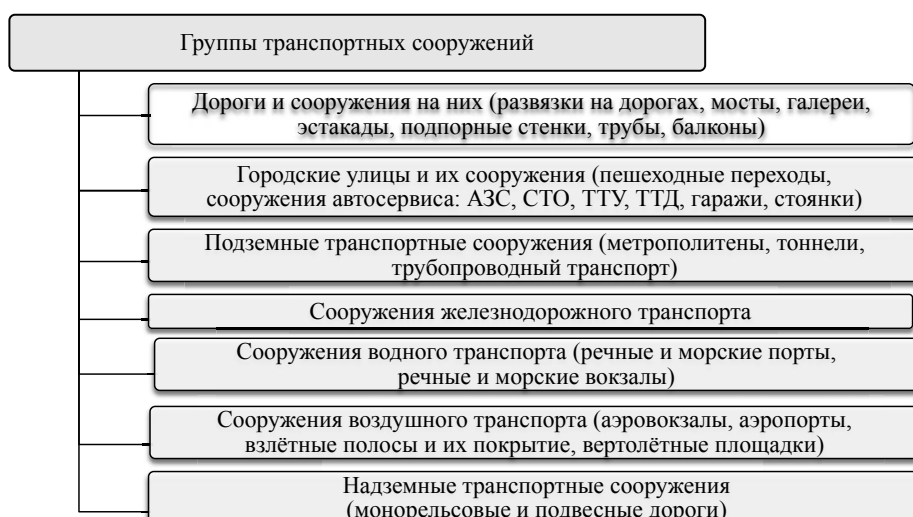 Группы транспортных сооружений
Дороги и сооружения на них (развязки на дорогах, мосты, галереи,
эстакады, подпорные стенки, трубы, балконы)
Городские улицы и их сооружения (пешеходные переходы,
сооружения автосервиса: АЗС, СТО, ТТУ, ТТД, гаражи, стоянки)
Подземные транспортные сооружения (метрополитены, тоннели,
трубопроводный транспорт)
Сооружения железнодорожного транспорта
Сооружения водного транспорта (речные и морские порты,
речные и морские вокзалы)
Сооружения воздушного транспорта (аэровокзалы, аэропорты,
взлётные полосы и их покрытие, вертолётные площадки)
Надземные транспортные сооружения
(монорельсовые и подвесные дороги)